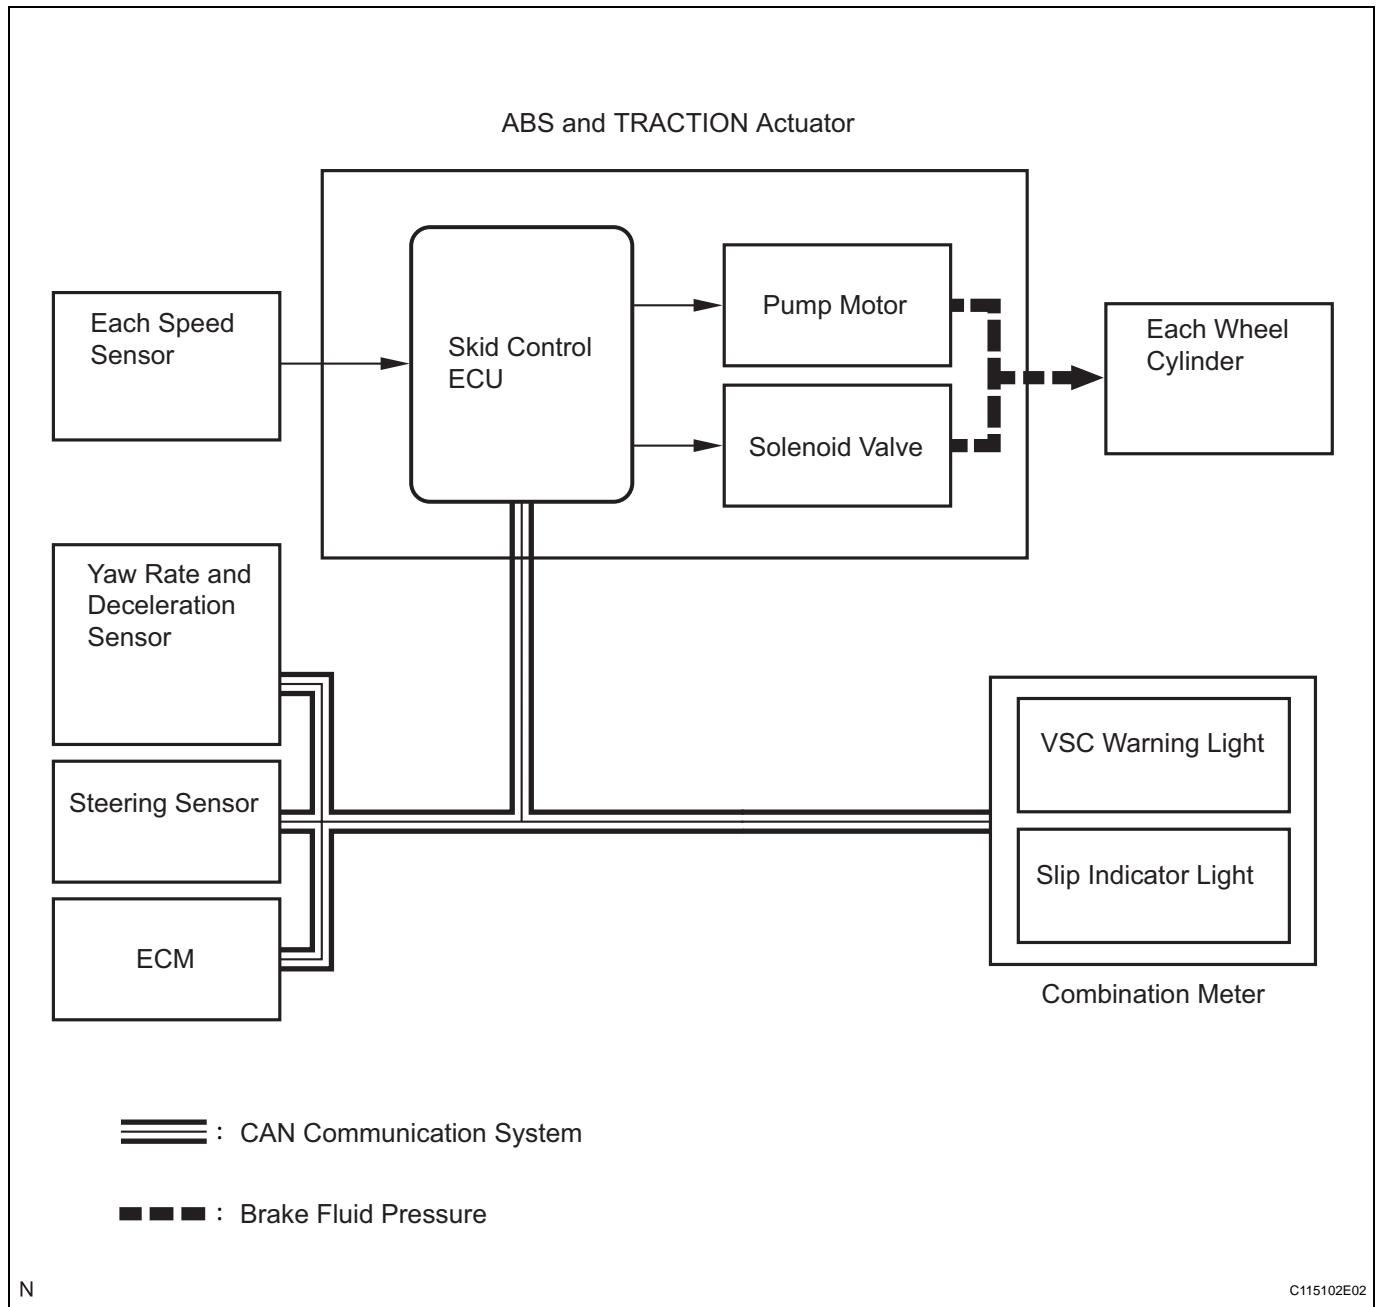 ABS and TRACTION Actuator
Each Speed
Sensor
Skid Control
ECU
Pump Motor
Solenoid Valve
Each Wheel
Cylinder
Yaw Rate and
Deceleration
Sensor
Steering Sensor
ECM
VSC Warning Light
Slip Indicator Light
Combination Meter
: CAN Communication System
: Brake Fluid Pressure
N
C115102E02